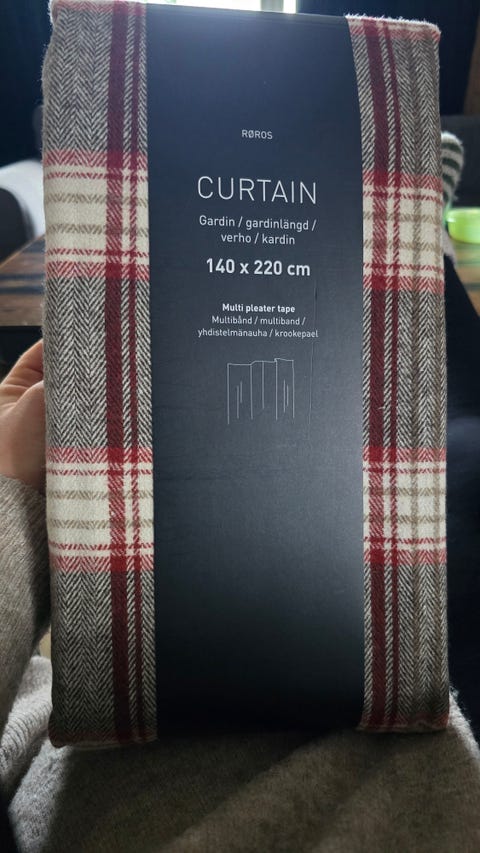 RØROS
CURTAIN
Gardin / gardinlängd /
verho / kardin
140 x 220 cm
Multi pleater tape
Multibånd / multiband /
yhdistelmänauha / krookepael